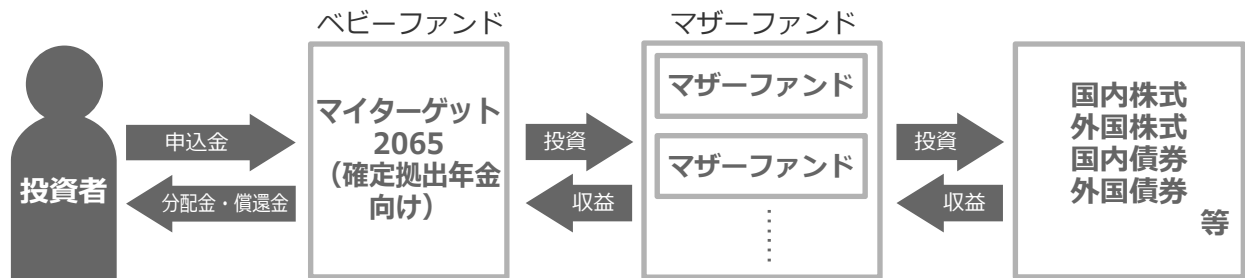 ベビーファンド
マザーファンド
投資者
申込金
分配金・償還金
マイターゲット
2065
（確定拠出年金
向け）
投資
収益
マザーファンド
マザーファンド
投資
収益
国内株式
外国株式
国内債券
外国債券
等